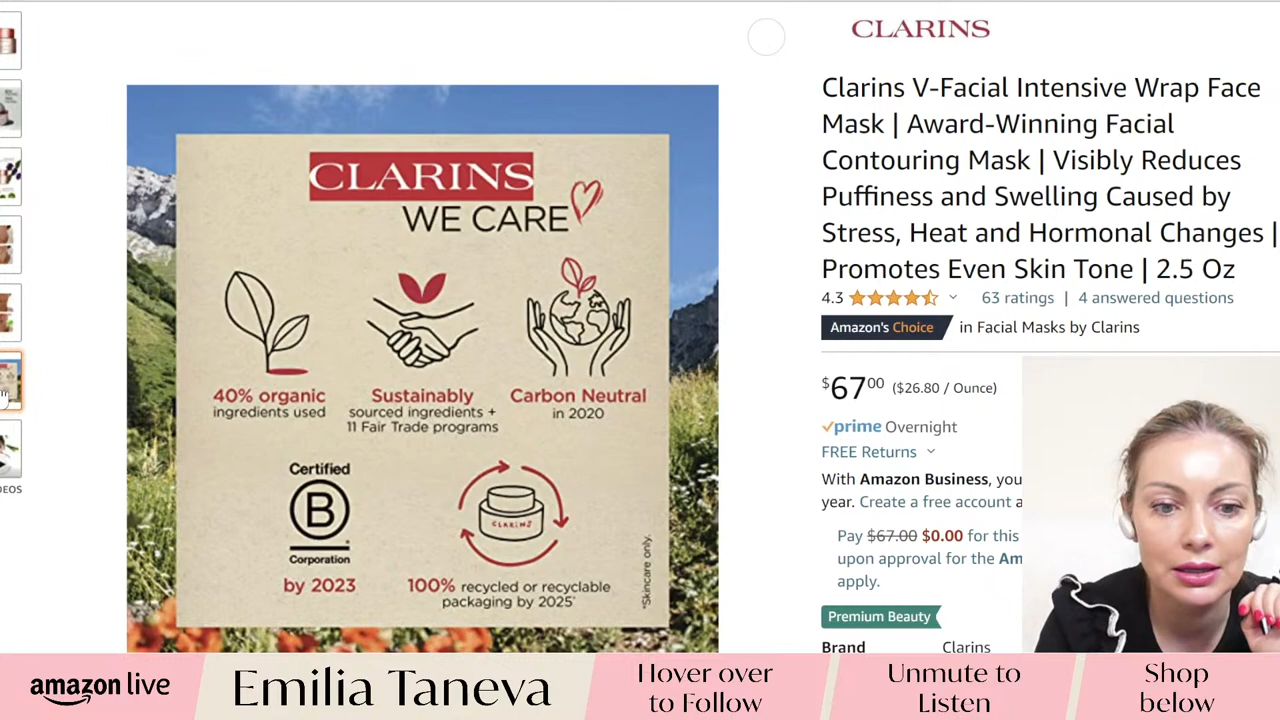 CLARINS
WE CARE
40% organic
ingredients used
Sustainably
sourced ingredients +
11 Fair Trade programs
Carbon Neutral
in 2020
Certified
B
Corporation
by 2023
CLARINS
100% recycled or recyclable
packaging by 2025*
*Skincare only.
CLARINS
Clarins V-Facial Intensive Wrap Face
Mask | Award-Winning Facial
Contouring Mask | Visibly Reduces
Puffiness and Swelling Caused by
Stress, Heat and Hormonal Changes |
Promotes Even Skin Tone | 2.5 Oz
4.3 63 ratings | 4 answered questions
Amazon's Choice in Facial Masks by Clarins
$67.00 ($26.80 / Ounce)
prime Overnight
FREE Returns
With Amazon Business, you
year. Create a free account a
Pay $67.00 $0.00 for this
upon approval for the Am
apply.
Premium Beauty
Brand Clarins
amazon live
Emilia Taneva
Hover over
to Follow
Unmute to
Listen
Shop
below